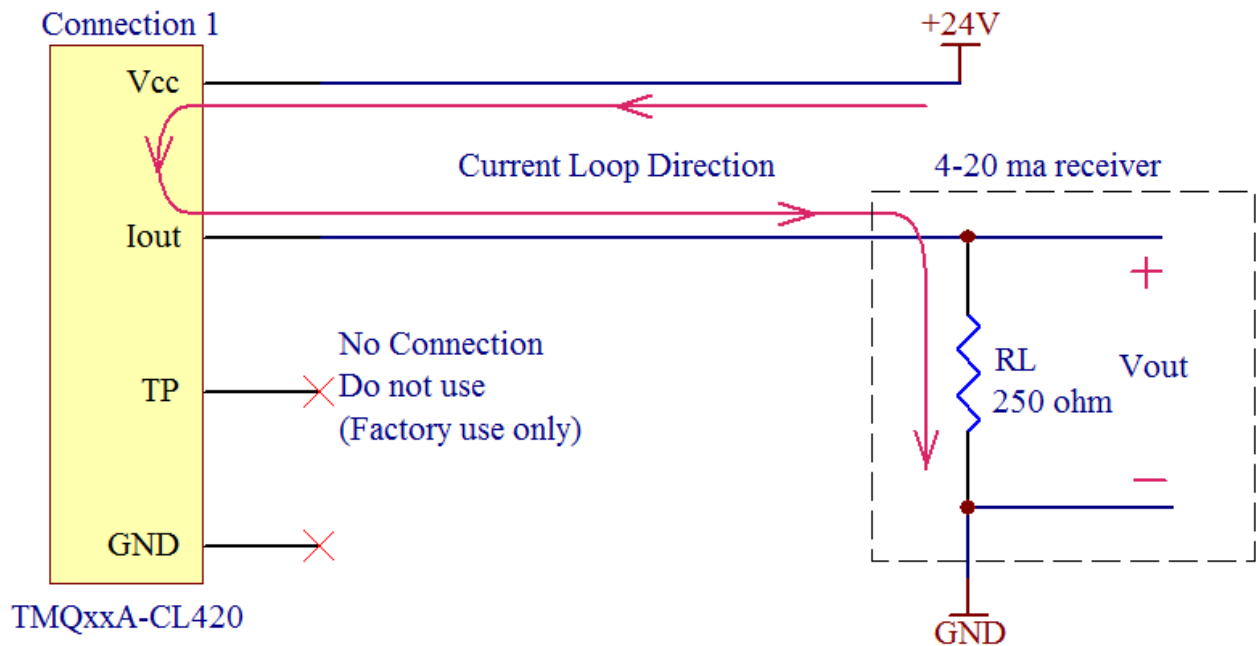 Connection 1
+24V
Vcc
Current Loop Direction
4-20 ma receiver
Iout
+
No Connection
Do not use
(Factory use only)
TP
RL
250 ohm
Vout
—
GND
TMQxxA-CL420
GND